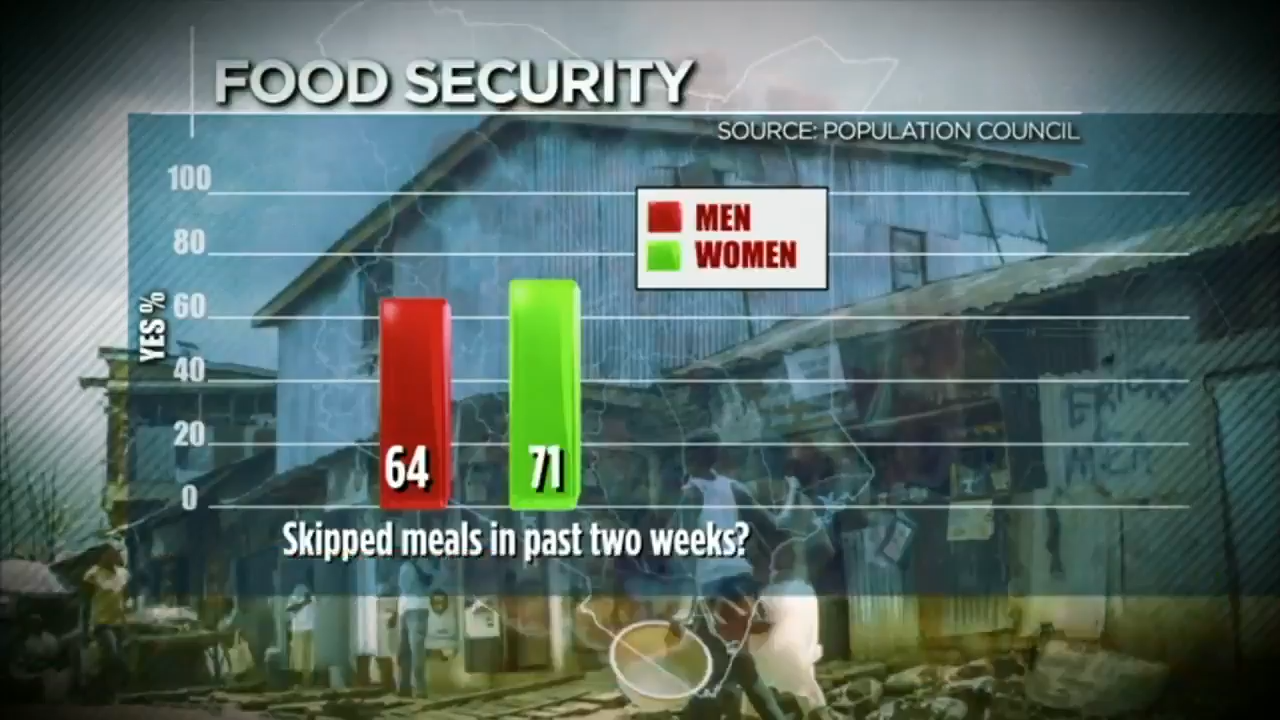 FOOD SECURITY
SOURCE: POPULATION COUNCIL
100
80
60
40
20
0
YES %
MEN
WOMEN
64
71
Skipped meals in past two weeks?